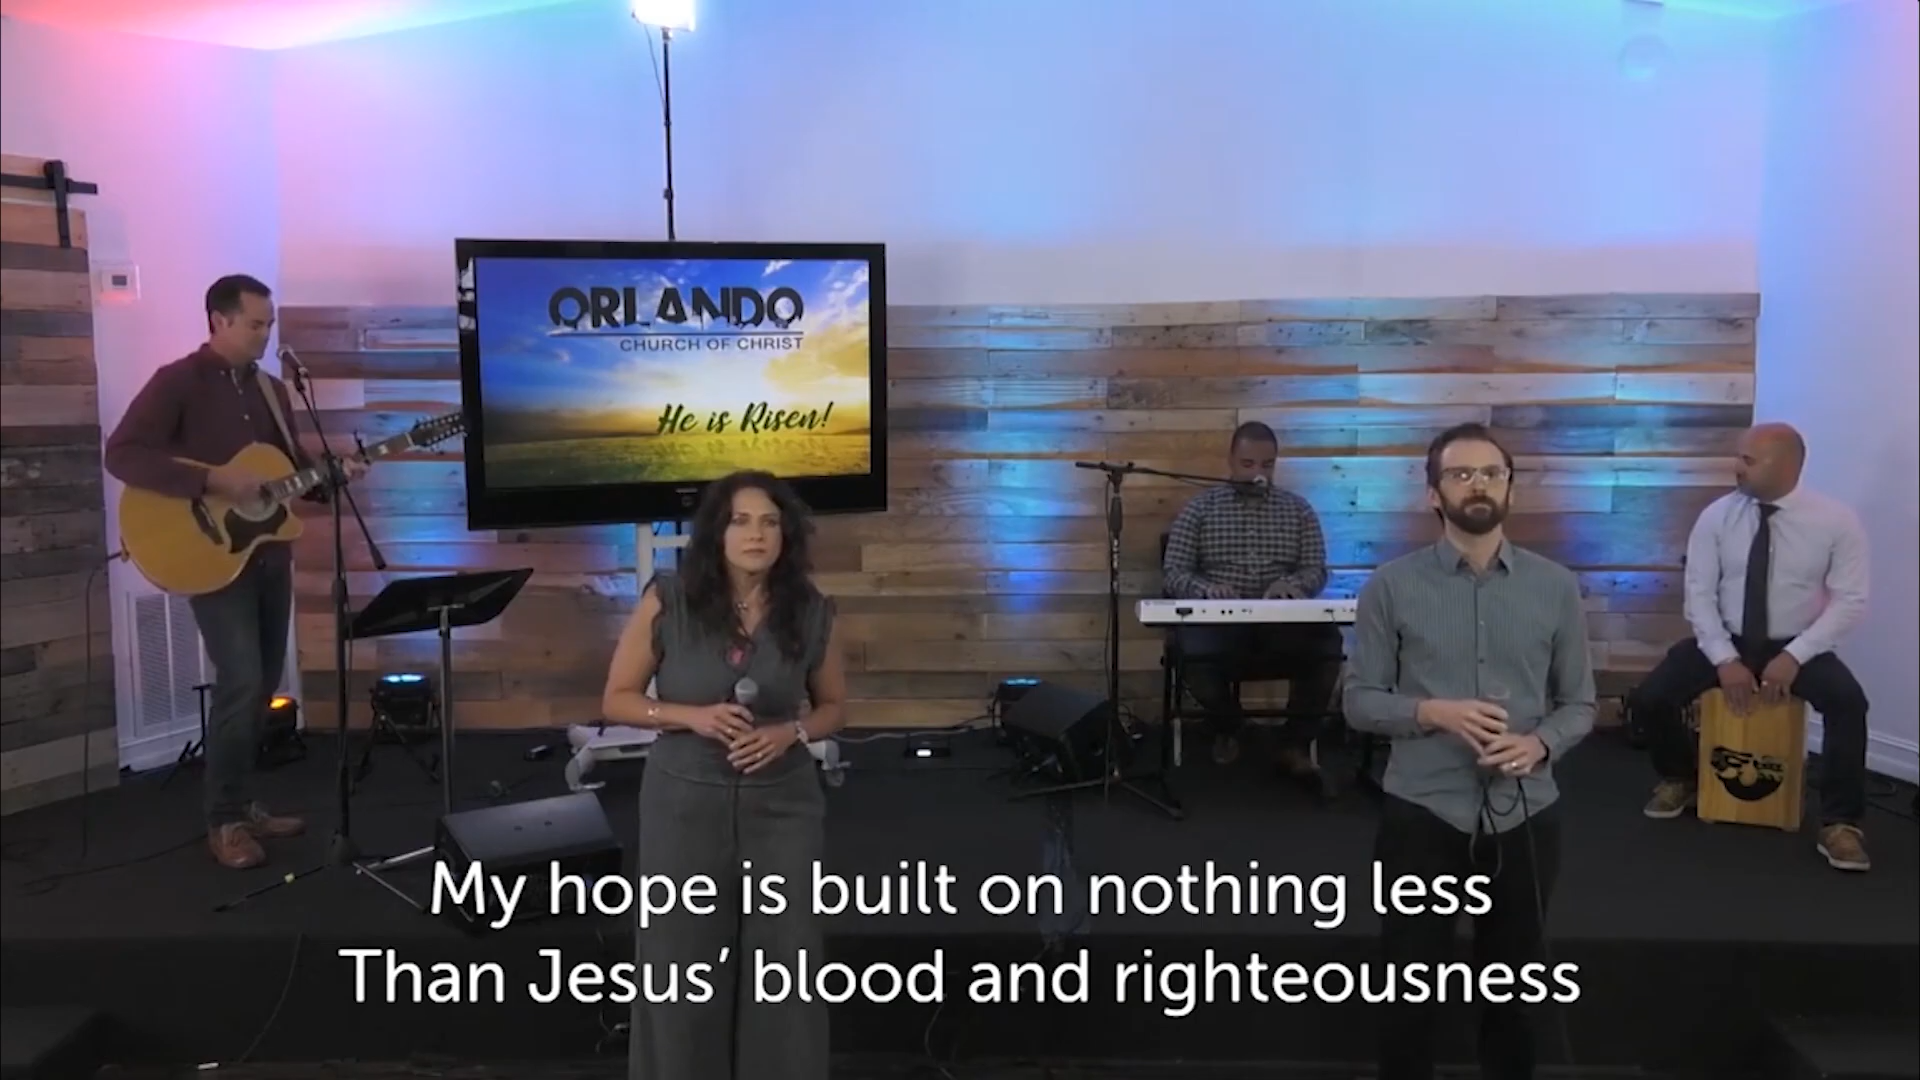 ORLANDO
CHURCH OF CHRIST
He is Risen!
My hope is built on nothing less
Than Jesus’ blood and righteousness